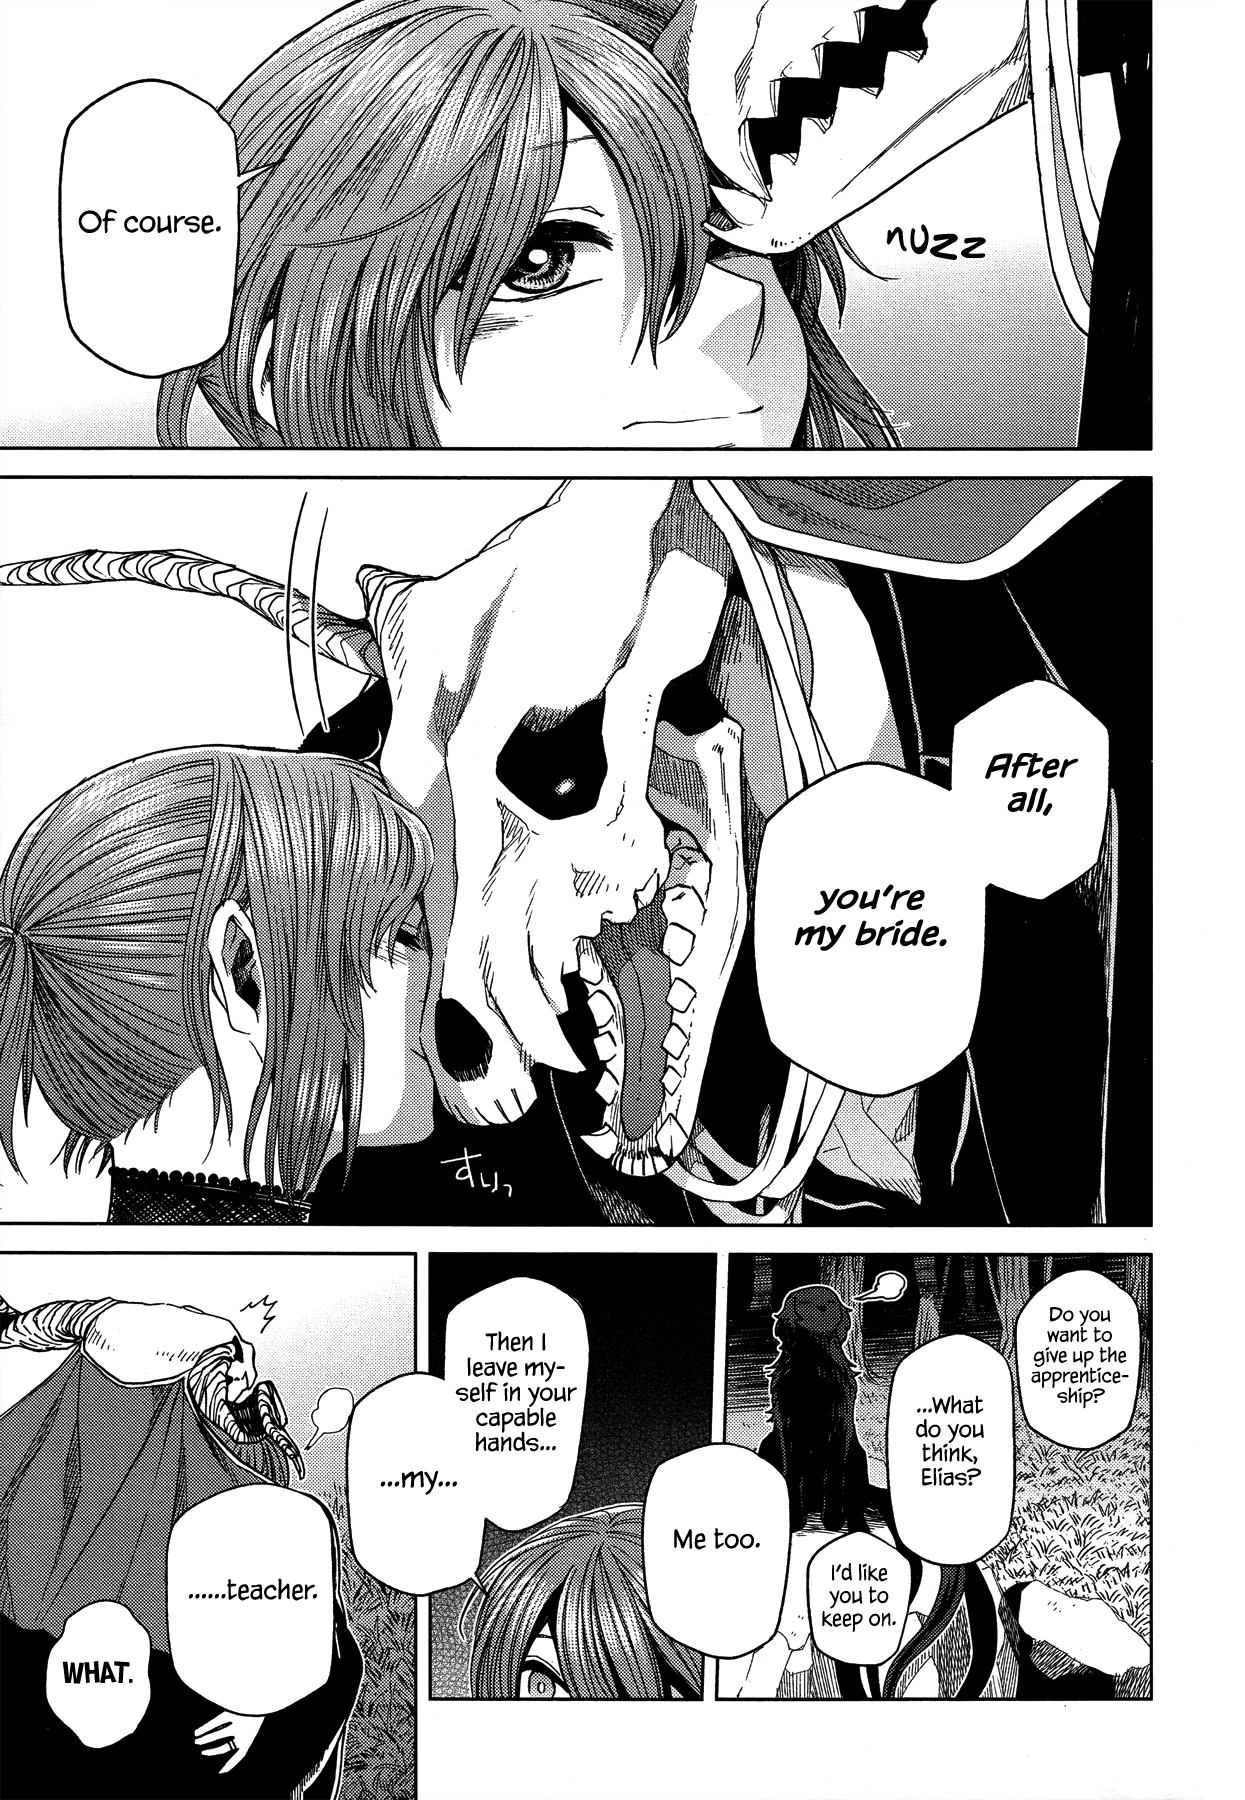 Of course.
nuzz
After
all,
you're
my bride.
すりっ
Do you
want to
give up the
apprentice-
ship?
...What
do you
think,
Elias?
I'd like
you to
keep on.
Me too.
Then I
leave my-
self in your
capable
hands...
...my...
......teacher.
WHAT.